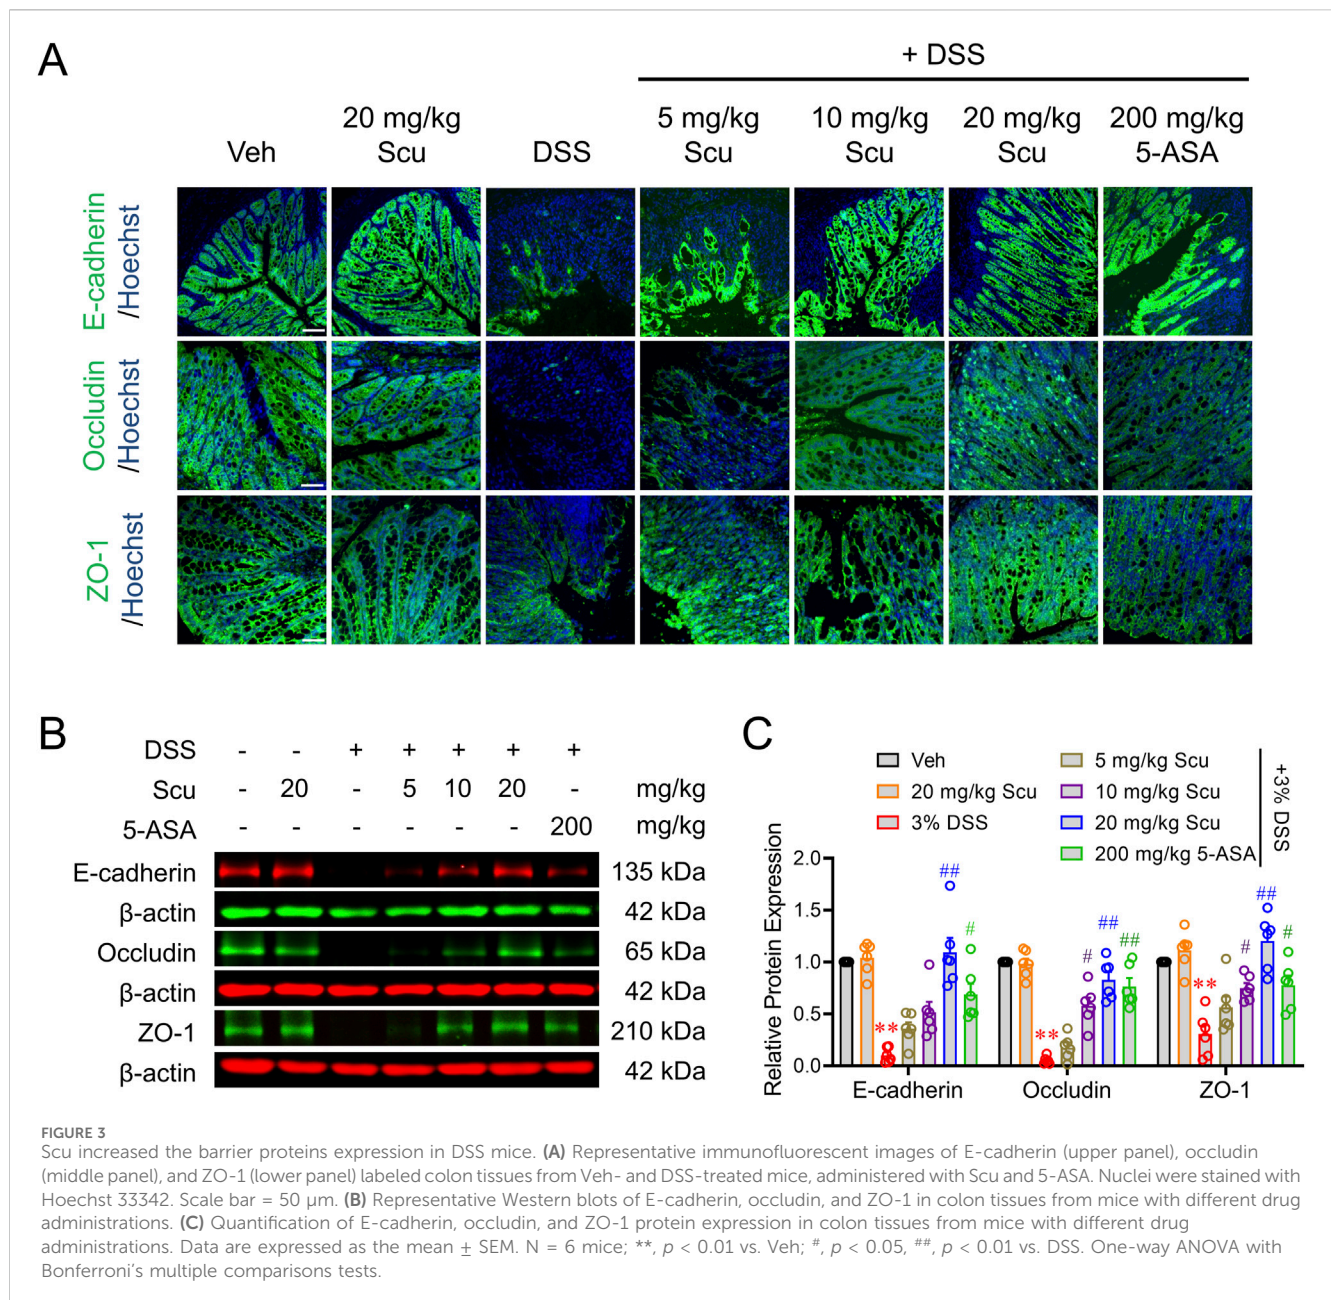 A
+ DSS
Veh
20 mg/kg Scu
DSS
5 mg/kg Scu
10 mg/kg Scu
20 mg/kg Scu
200 mg/kg 5-ASA
E-cadherin /Hoechst
Occludin /Hoechst
ZO-1 /Hoechst
B
DSS - - + + + + +
Scu - 20 - 5 10 20 - mg/kg
5-ASA - - - - - - 200 mg/kg
E-cadherin 135 kDa
β-actin 42 kDa
Occludin 65 kDa
β-actin 42 kDa
ZO-1 210 kDa
β-actin 42 kDa
C
Veh
20 mg/kg Scu
3% DSS
5 mg/kg Scu
10 mg/kg Scu
20 mg/kg Scu
200 mg/kg 5-ASA
+3% DSS
Relative Protein Expression
2.0
1.5
1.0
0.5
0.0
** ## #
** # ## ##
** # ## #
E-cadherin Occludin ZO-1
FIGURE 3
Scu increased the barrier proteins expression in DSS mice. (A) Representative immunofluorescent images of E-cadherin (upper panel), occludin
(middle panel), and ZO-1 (lower panel) labeled colon tissues from Veh- and DSS-treated mice, administered with Scu and 5-ASA. Nuclei were stained with
Hoechst 33342. Scale bar = 50 μm. (B) Representative Western blots of E-cadherin, occludin, and ZO-1 in colon tissues from mice with different drug
administrations. (C) Quantification of E-cadherin, occludin, and ZO-1 protein expression in colon tissues from mice with different drug
administrations. Data are expressed as the mean ± SEM. N = 6 mice; **, p < 0.01 vs. Veh; #, p < 0.05, ##, p < 0.01 vs. DSS. One-way ANOVA with
Bonferroni's multiple comparisons tests.